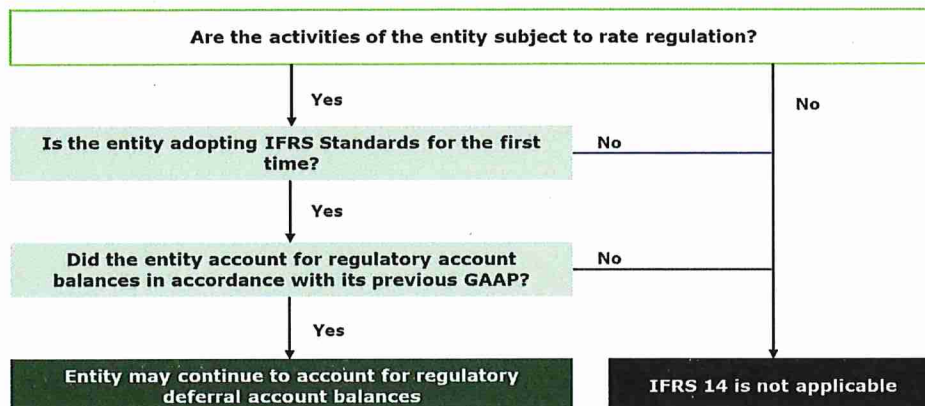 Are the activities of the entity subject to rate regulation?
Yes
No
Is the entity adopting IFRS Standards for the first
time?
No
Yes
Did the entity account for regulatory account
balances in accordance with its previous GAAP?
No
Yes
Entity may continue to account for regulatory
deferral account balances
IFRS 14 is not applicable